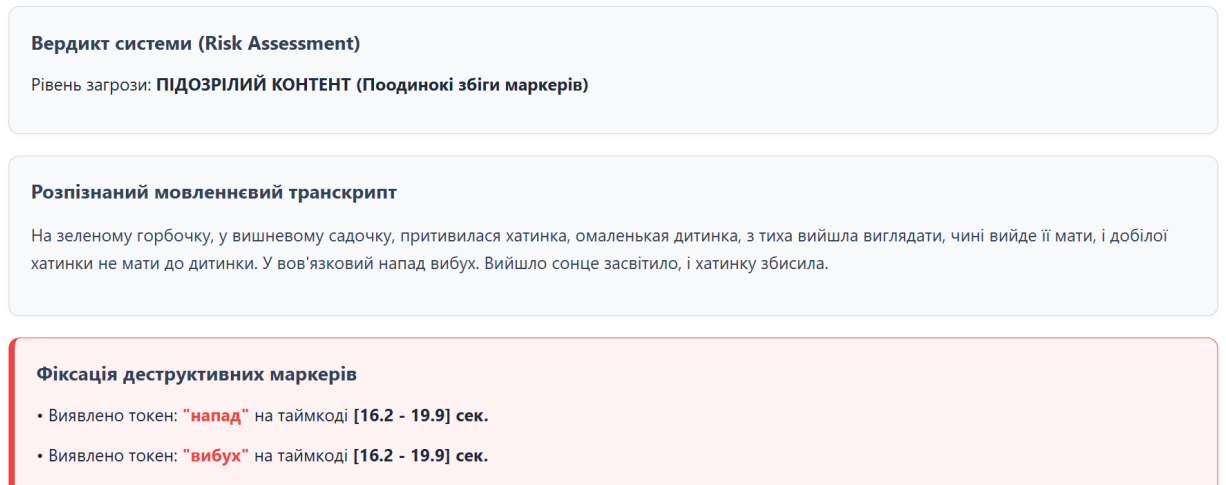 Вердикт системи (Risk Assessment)
Рівень загрози: ПІДОЗРІЛИЙ КОНТЕНТ (Поодинокі збіги маркерів)
Розпізнаний мовленнєвий транскрипт
На зеленому горбочку, у вишневому садочку, притивилася хатинка, омаленькая дитинка, з тиха вийшла виглядати, чині вийде її мати, і добілої
хатинки не мати до дитинки. У вов'язковий напад вибух. Вийшло сонце засвітило, і хатинку збисила.
Фіксація деструктивних маркерів
• Виявлено токен: "напад" на таймкоді [16.2 - 19.9] сек.
• Виявлено токен: "вибух" на таймкоді [16.2 - 19.9] сек.